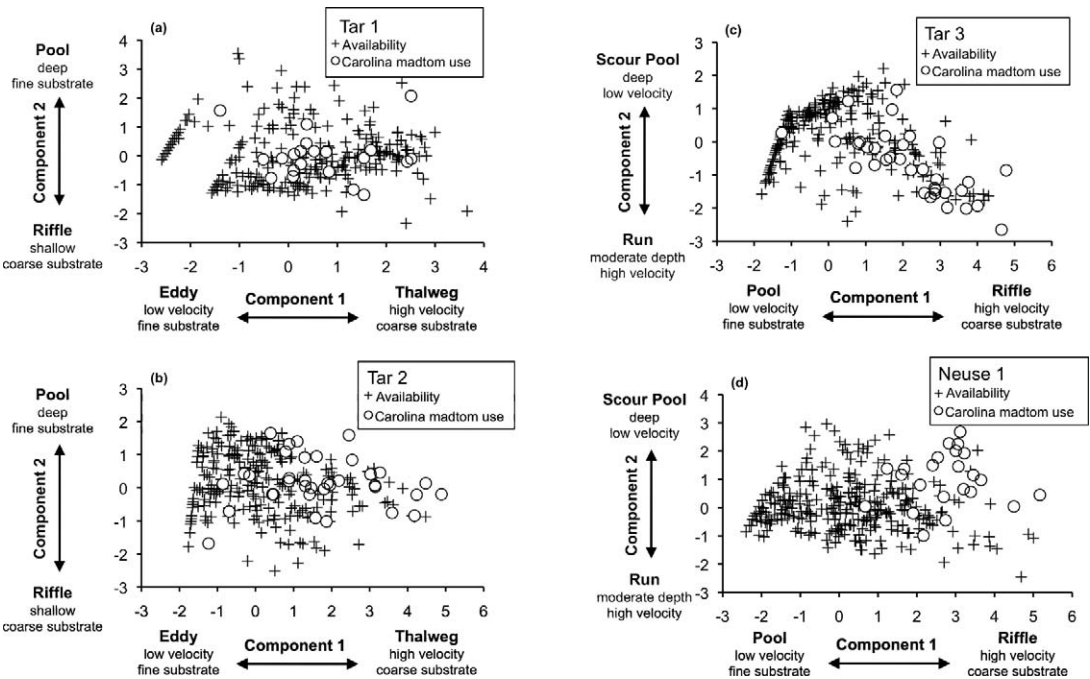 (a)
Tar 1
+ Availability
○ Carolina madtom use
Pool
deep
fine substrate
Component 2
Riffle
shallow
coarse substrate
4
3
2
1
0
-1
-2
-3
-3 -2 -1 0 1 2 3 4
Eddy
low velocity
fine substrate
Component 1
Thalweg
high velocity
coarse substrate
(c)
Tar 3
+ Availability
○ Carolina madtom use
Scour Pool
deep
low velocity
Component 2
Run
moderate depth
high velocity
3
2
1
0
-1
-2
-3
-3 -2 -1 0 1 2 3 4 5 6
Pool
low velocity
fine substrate
Component 1
Riffle
high velocity
coarse substrate
(b)
Tar 2
+ Availability
○ Carolina madtom use
Pool
deep
fine substrate
Component 2
Riffle
shallow
coarse substrate
3
2
1
0
-1
-2
-3
-3 -2 -1 0 1 2 3 4 5 6
Eddy
low velocity
fine substrate
Component 1
Thalweg
high velocity
coarse substrate
(d)
Neuse 1
+ Availability
○ Carolina madtom use
Scour Pool
deep
low velocity
Component 2
Run
moderate depth
high velocity
4
3
2
1
0
-1
-2
-3
-3 -2 -1 0 1 2 3 4 5 6
Pool
low velocity
fine substrate
Component 1
Riffle
high velocity
coarse substrate